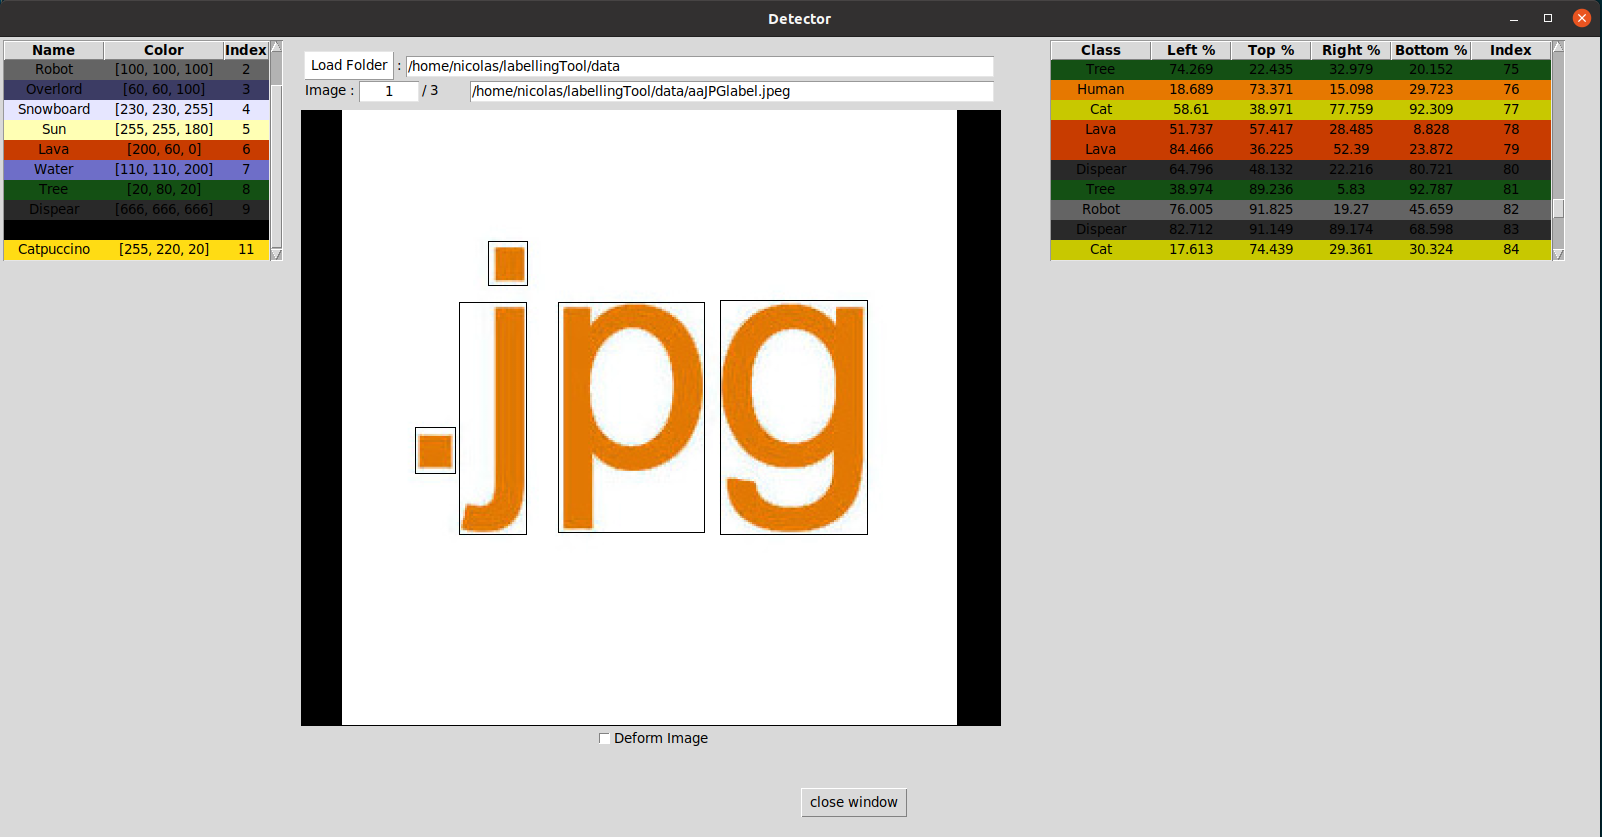 Detector
Name Color Index
Robot [100, 100, 100] 2
Overlord [60, 60, 100] 3
Snowboard [230, 230, 255] 4
Sun [255, 255, 180] 5
Lava [200, 60, 0] 6
Water [110, 110, 200] 7
Tree [20, 80, 20] 8
Dispear [666, 666, 666] 9
Catpuccino [255, 220, 20] 11
Load Folder : /home/nicolas/labellingTool/data
Image : 1 / 3 /home/nicolas/labellingTool/data/aaJPGlabel.jpeg
.jpg
Deform Image
close window
Class Left % Top % Right % Bottom % Index
Tree 74.269 22.435 32.979 20.152 75
Human 18.689 73.371 15.098 29.723 76
Cat 58.61 38.971 77.759 92.309 77
Lava 51.737 57.417 28.485 8.828 78
Lava 84.466 36.225 52.39 23.872 79
Dispear 64.796 48.132 22.216 80.721 80
Tree 38.974 89.236 5.83 92.787 81
Robot 76.005 91.825 19.27 45.659 82
Dispear 82.712 91.149 89.174 68.598 83
Cat 17.613 74.439 29.361 30.324 84